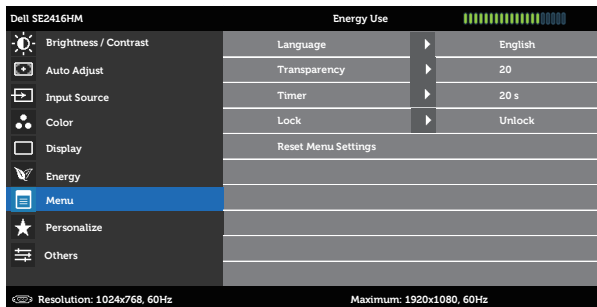 Dell SE2416HM Energy Use
Brightness / Contrast Language English
Auto Adjust Transparency 20
Input Source Timer 20 s
Color Lock Unlock
Display Reset Menu Settings
Energy
Menu
Personalize
Others
Resolution: 1024x768, 60Hz Maximum: 1920x1080, 60Hz